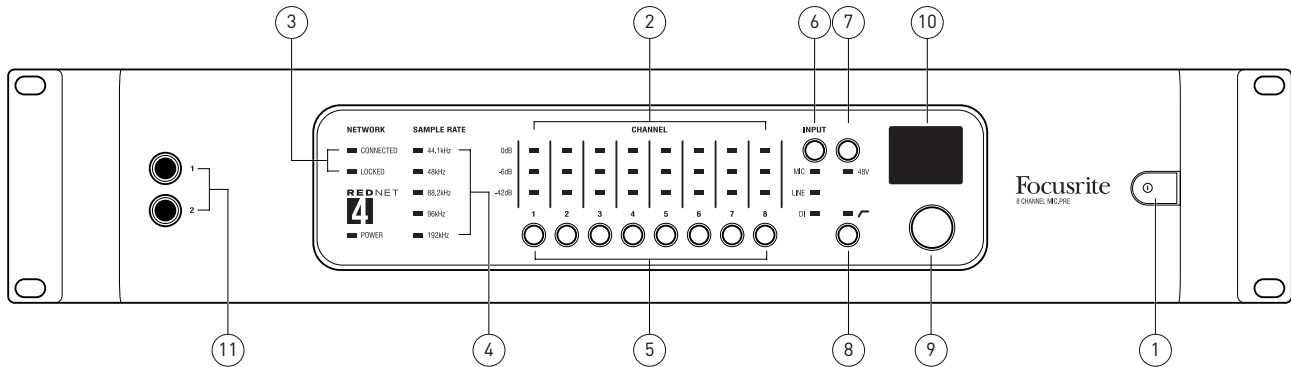 3 2 6 7 10
NETWORK SAMPLE RATE CHANNEL INPUT
CONNECTED 44.1kHz 0dB
LOCKED 48kHz -6dB MIC 48V
REDNET 88.2kHz -42dB LINE
4 96kHz 1 2 3 4 5 6 7 8 DI
POWER 192kHz
1
2
Focusrite
8 CHANNEL MIC.PRE
11 4 5 8 9 1